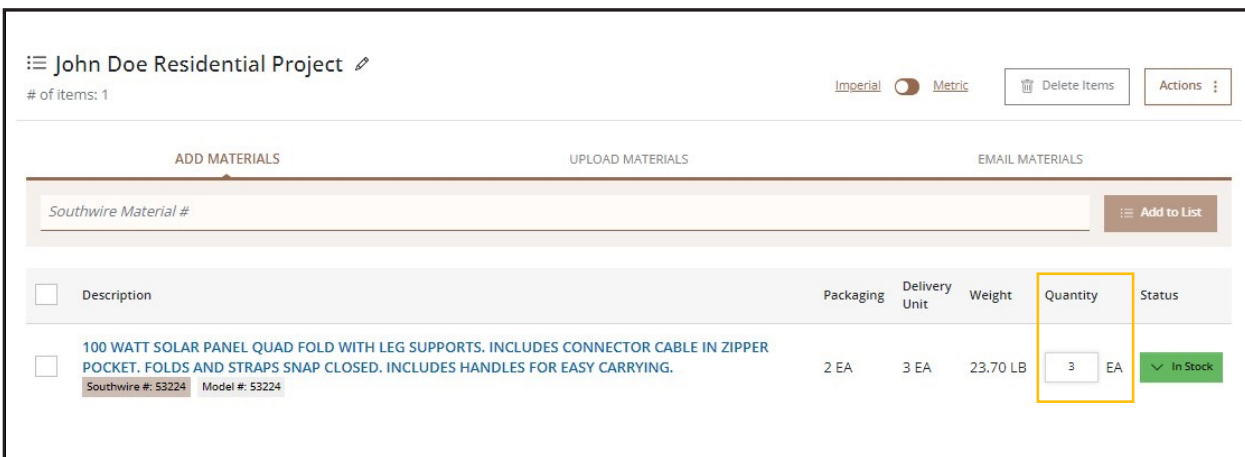 John Doe Residential Project
# of items: 1
Imperial Metric
Delete Items
Actions
ADD MATERIALS
UPLOAD MATERIALS
EMAIL MATERIALS
Southwire Material #
Add to List
Description
Packaging
Delivery
Unit
Weight
Quantity
Status
100 WATT SOLAR PANEL QUAD FOLD WITH LEG SUPPORTS. INCLUDES CONNECTOR CABLE IN ZIPPER
POCKET. FOLDS AND STRAPS SNAP CLOSED. INCLUDES HANDLES FOR EASY CARRYING.
Southwire #: 53224 Model #: 53224
2 EA
3 EA
23.70 LB
3 EA
In Stock